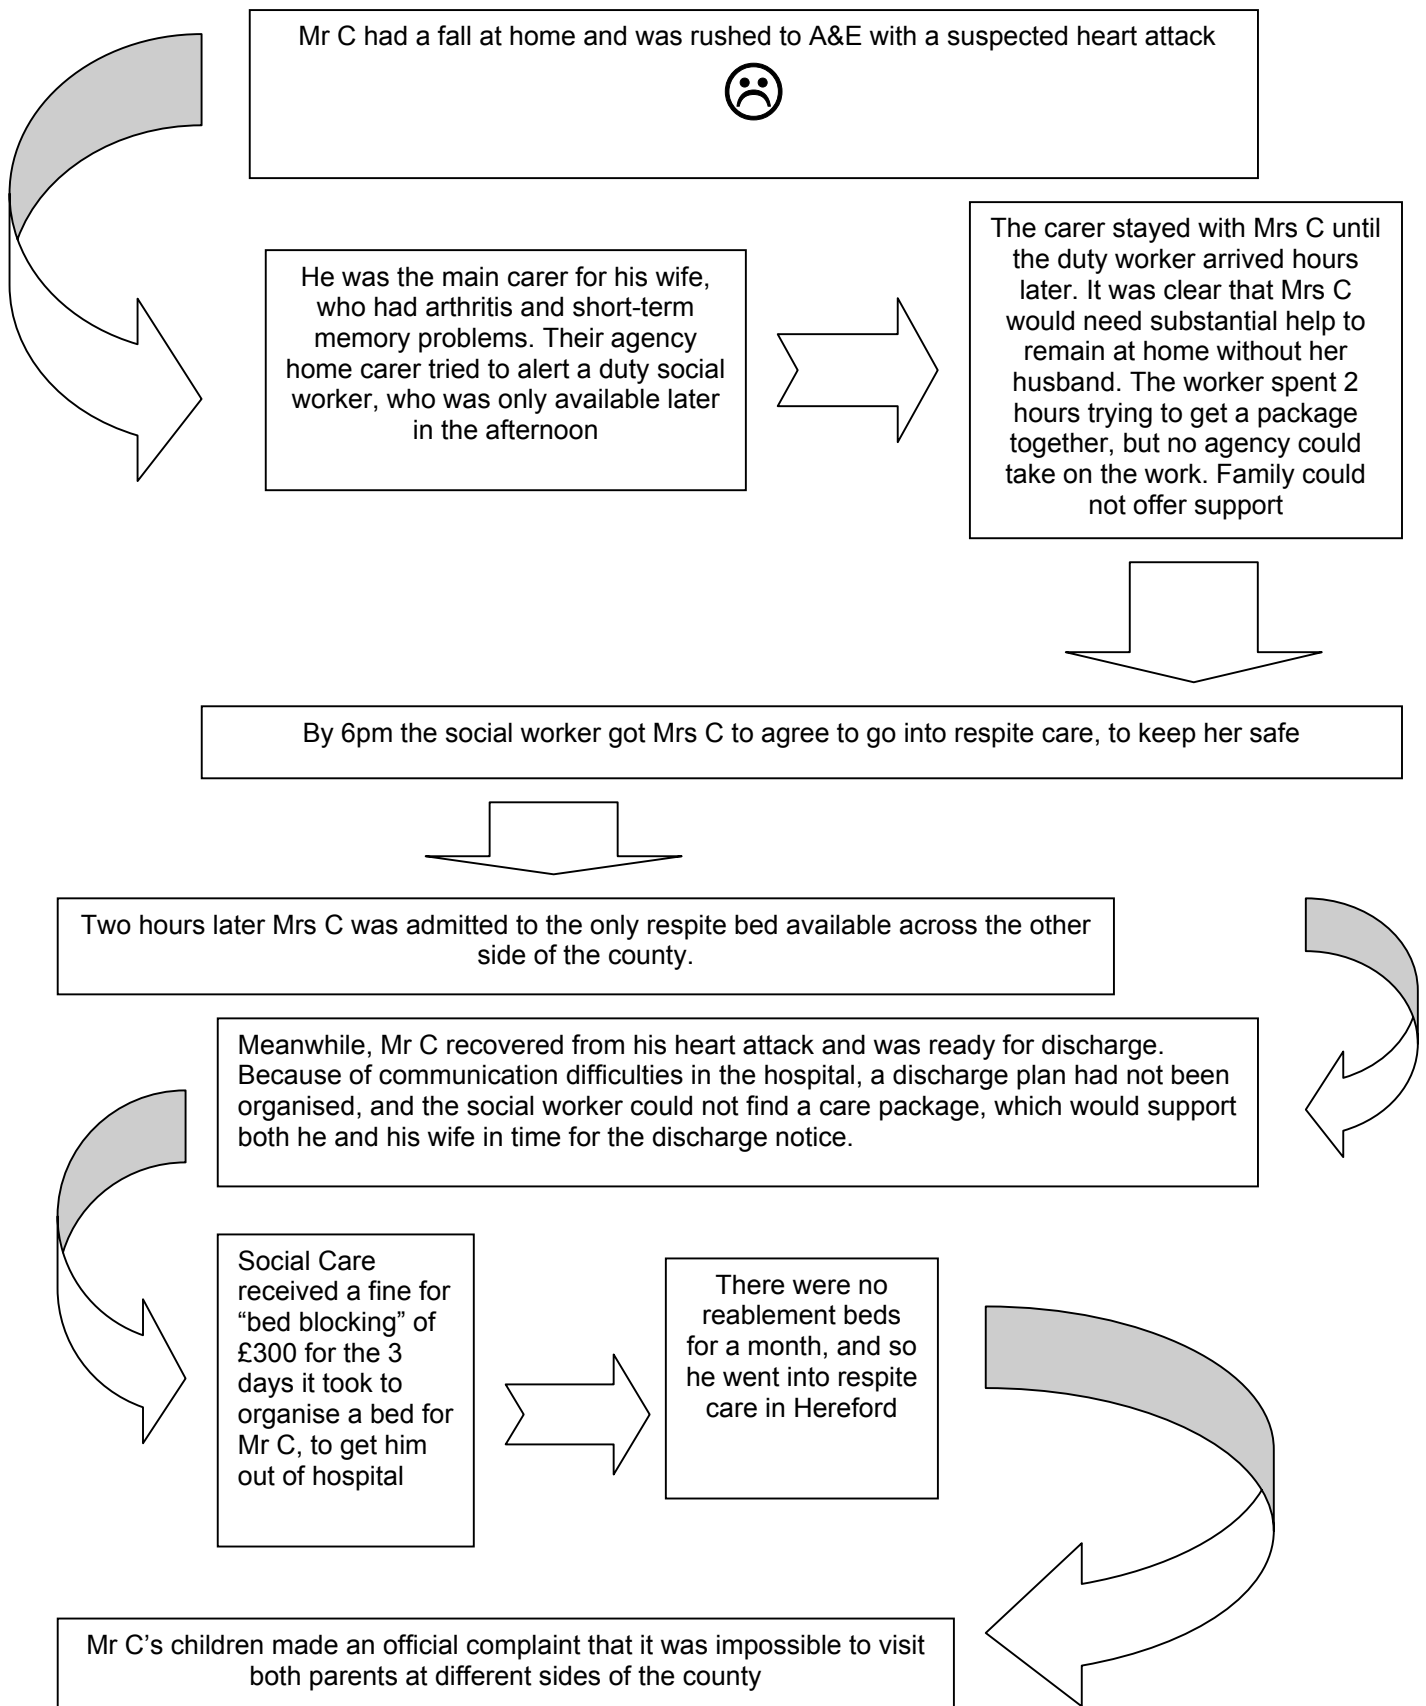 Mr C had a fall at home and was rushed to A&E with a suspected heart attack
He was the main carer for his wife,
who had arthritis and short-term
memory problems. Their agency
home carer tried to alert a duty social
worker, who was only available later
in the afternoon
The carer stayed with Mrs C until
the duty worker arrived hours
later. It was clear that Mrs C
would need substantial help to
remain at home without her
husband. The worker spent 2
hours trying to get a package
together, but no agency could
take on the work. Family could
not offer support
By 6pm the social worker got Mrs C to agree to go into respite care, to keep her safe
Two hours later Mrs C was admitted to the only respite bed available across the other
side of the county.
Meanwhile, Mr C recovered from his heart attack and was ready for discharge.
Because of communication difficulties in the hospital, a discharge plan had not been
organised, and the social worker could not find a care package, which would support
both he and his wife in time for the discharge notice.
Social Care
received a fine for
“bed blocking” of
£300 for the 3
days it took to
organise a bed for
Mr C, to get him
out of hospital
There were no
reablement beds
for a month, and so
he went into respite
care in Hereford
Mr C’s children made an official complaint that it was impossible to visit
both parents at different sides of the county